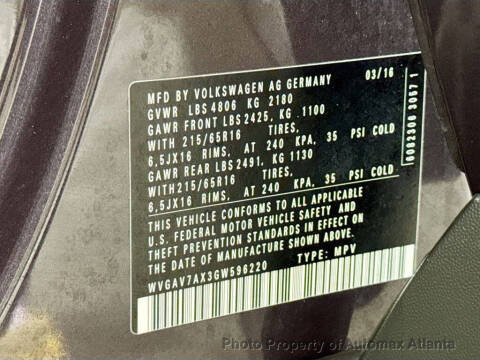 MFD BY VOLKSWAGEN AG GERMANY 03/16
GVWR LBS 4806 KG 2180
GAWR FRONT LBS 2425, KG 1100
WITH 215/65R16 TIRES,
6,5JX16 RIMS, AT 240 KPA, 35 PSI COLD
GAWR REAR LBS 2491, KG 1130
WITH 215/65R16 TIRES,
6,5JX16 RIMS, AT 240 KPA, 35 PSI COLD
THIS VEHICLE CONFORMS TO ALL APPLICABLE
U.S. FEDERAL MOTOR VEHICLE SAFETY AND
THEFT PREVENTION STANDARDS IN EFFECT ON
THE DATE OF MANUFACTURE SHOWN ABOVE.
WVGAV7AX3GW596220 TYPE: MPV
6082306 3067 1
Photo Property of Automax Atlanta